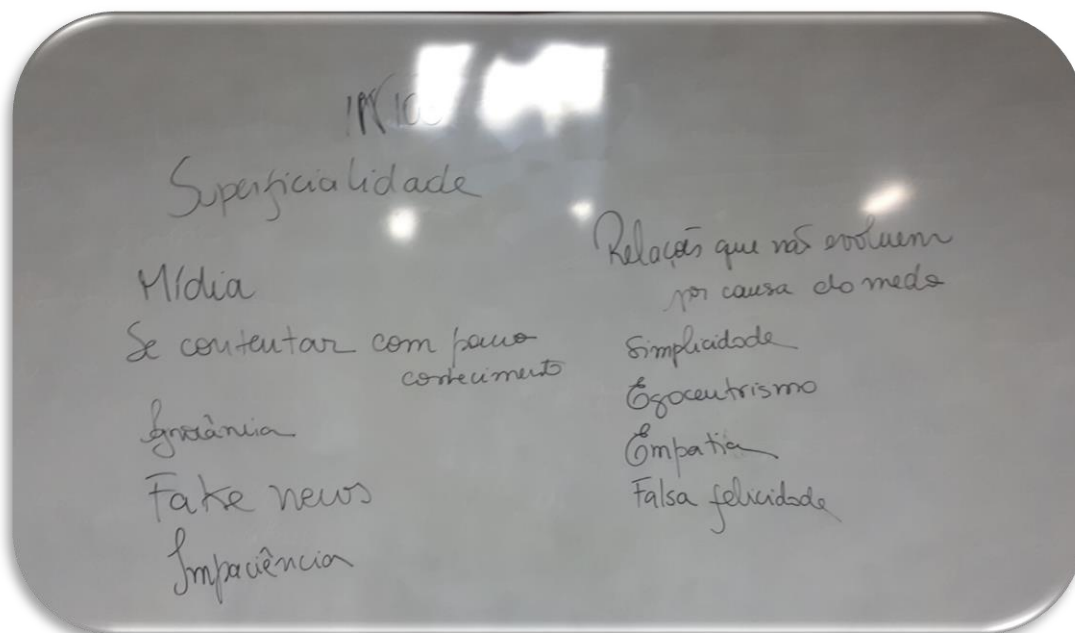 Superficialidade
Mídia
Se contentar com pouco
conhecimento
Ignorância
Fake news
Impaciência
Relações que não evoluem
por causa do medo
Simplicidade
Egocentrismo
Empatia
Falsa felicidade